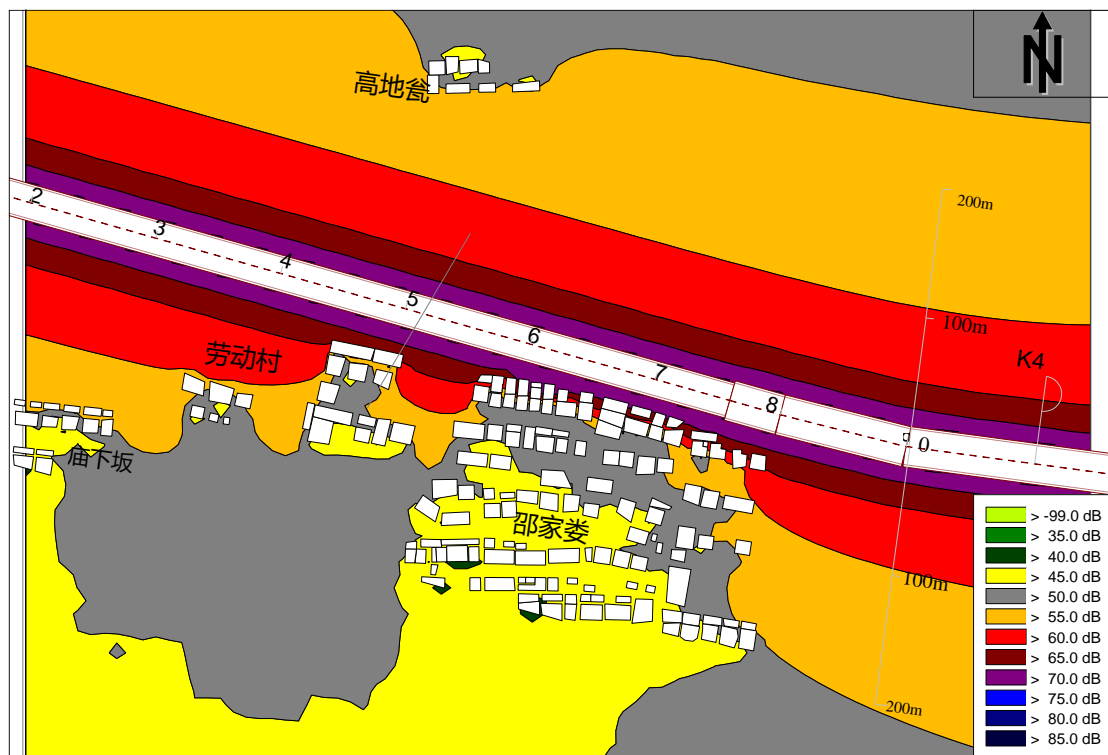 N
高地瓮
200m
2
3
4
5
6
7
8
0
100m
K4
劳动村
庙下坂
邵家娄
100m
200m
> -99.0 dB
> 35.0 dB
> 40.0 dB
> 45.0 dB
> 50.0 dB
> 55.0 dB
> 60.0 dB
> 65.0 dB
> 70.0 dB
> 75.0 dB
> 80.0 dB
> 85.0 dB